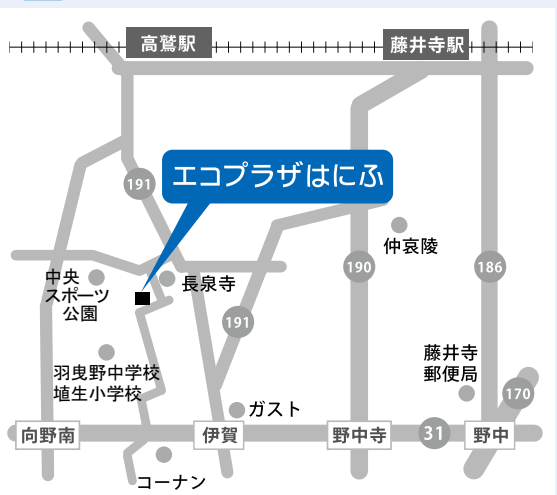 高鷲駅
藤井寺駅
191
エコプラザはにふ
仲哀陵
中央
スポーツ
公園
長泉寺
190
186
191
藤井寺
郵便局
羽曳野中学校
埴生小学校
170
ガスト
向野南
伊賀
野中寺
31
野中
コーナン